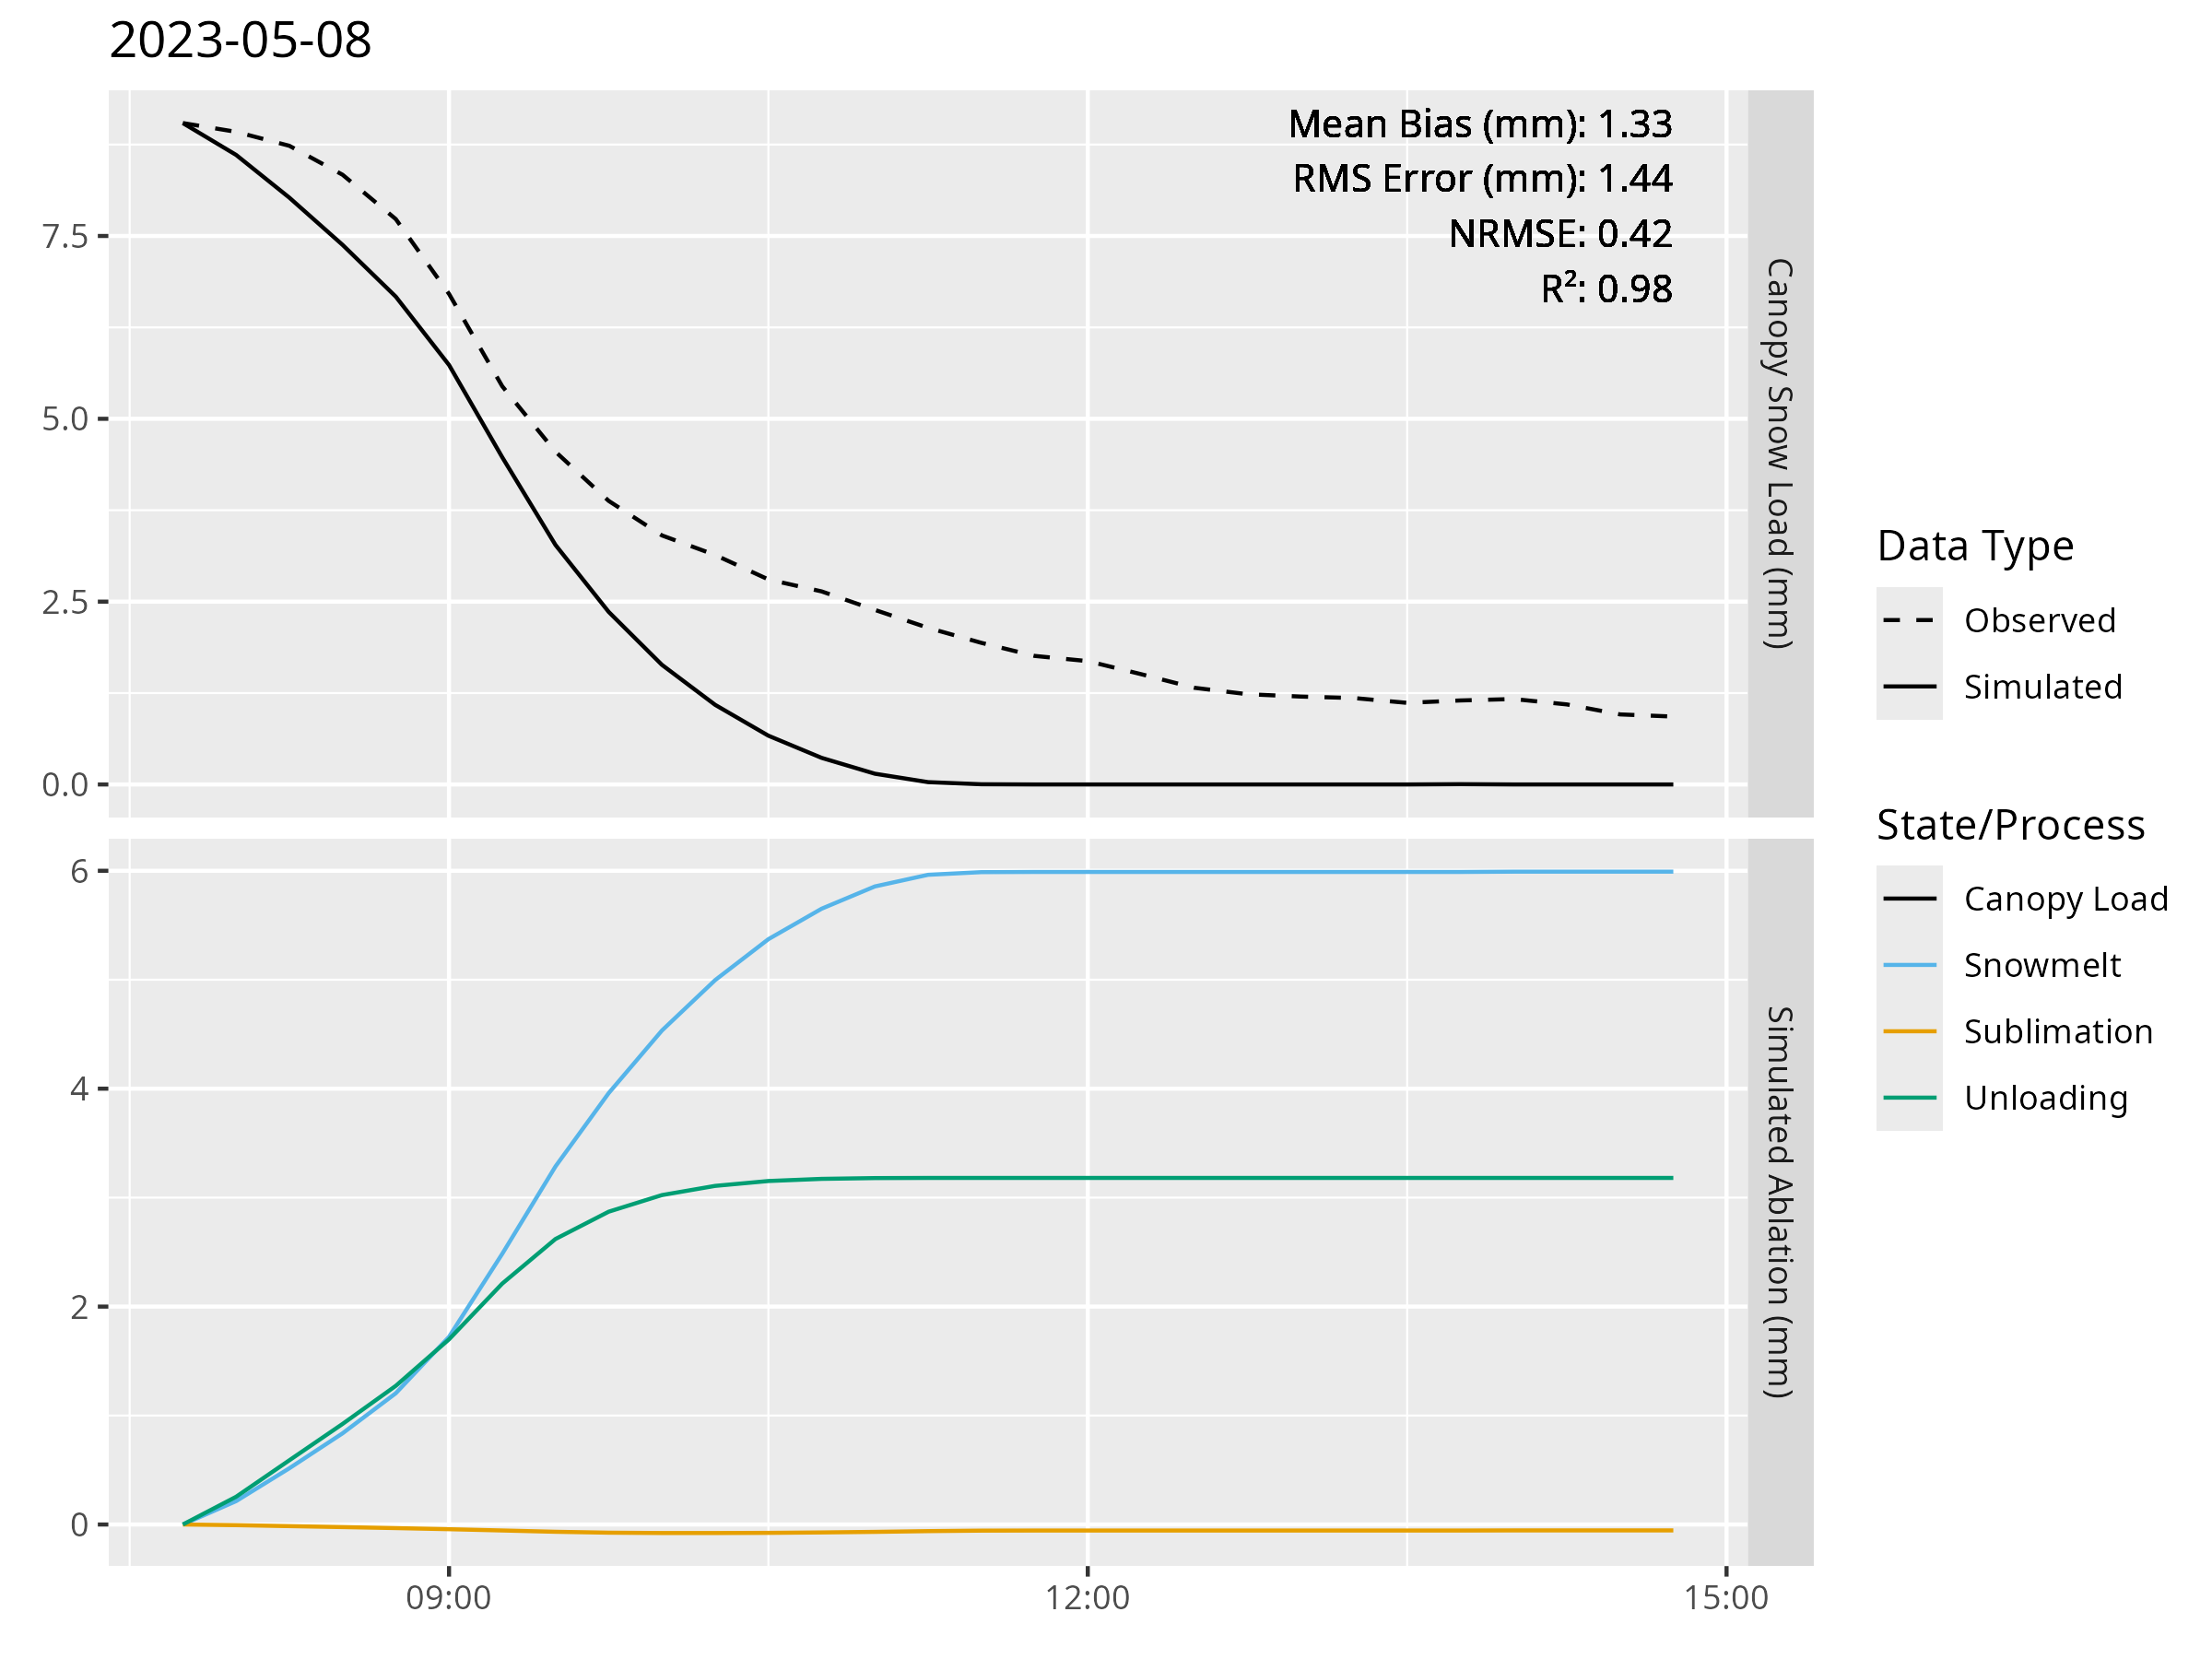 2023-05-08
Mean Bias (mm): 1.33
RMS Error (mm): 1.44
NRMSE: 0.42
R²: 0.98
7.5
5.0
2.5
0.0
Canopy Snow Load (mm)
6
4
2
0
Simulated Ablation (mm)
09:00
12:00
15:00
Data Type
Observed
Simulated
State/Process
Canopy Load
Snowmelt
Sublimation
Unloading